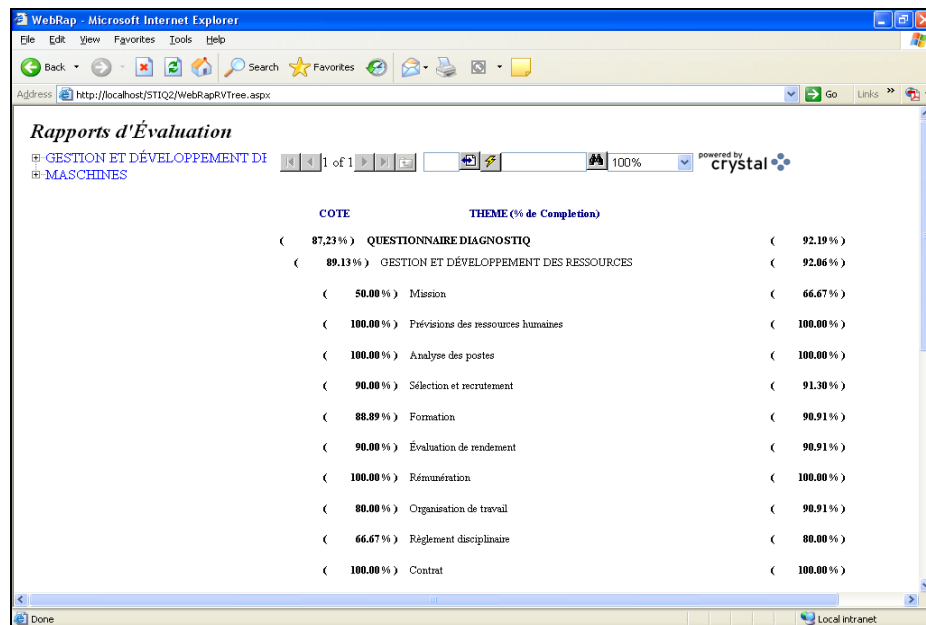 WebRap - Microsoft Internet Explorer
File Edit View Favorites Tools Help
Back Search Favorites
Address http://localhost/STIQ2/WebRapRVTree.aspx Go Links »
Rapports d'Évaluation
GESTION ET DÉVELOPPEMENT DE
MASCHINES
1 of 1 100% powered by crystal
COTE THEME (% de Completion)
( 87,23 % ) QUESTIONNAIRE DIAGNOSTIQ ( 92.19 % )
( 89.13 % ) GESTION ET DÉVELOPPEMENT DES RESSOURCES ( 92.06 % )
( 50.00 % ) Mission ( 66.67 % )
( 100.00 % ) Prévisions des ressources humaines ( 100.00 % )
( 100.00 % ) Analyse des postes ( 100.00 % )
( 90.00 % ) Sélection et recrutement ( 91.30 % )
( 88.89 % ) Formation ( 90.91 % )
( 90.00 % ) Évaluation de rendement ( 90.91 % )
( 100.00 % ) Rémunération ( 100.00 % )
( 80.00 % ) Organisation de travail ( 90.91 % )
( 66.67 % ) Règlement disciplinaire ( 80.00 % )
( 100.00 % ) Contrat ( 100.00 % )
Done Local intranet